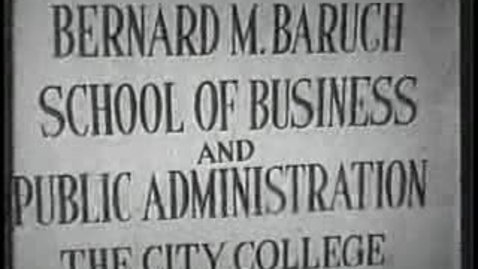 BERNARD M. BARUCH
SCHOOL OF BUSINESS
AND
PUBLIC ADMINISTRATION
THE CITY COLLEGE